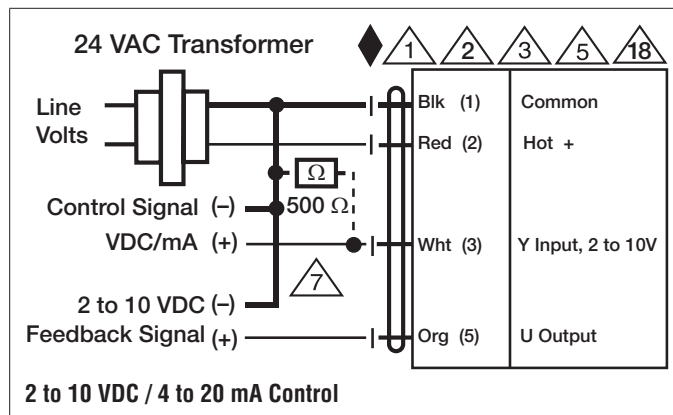 24 VAC Transformer
1 2 3 5 18
Line
Volts
Blk (1) Common
Red (2) Hot +
Ω
500 Ω
Control Signal (–)
VDC/mA (+)
Wht (3) Y Input, 2 to 10V
7
2 to 10 VDC (–)
Feedback Signal (+)
Org (5) U Output
2 to 10 VDC / 4 to 20 mA Control